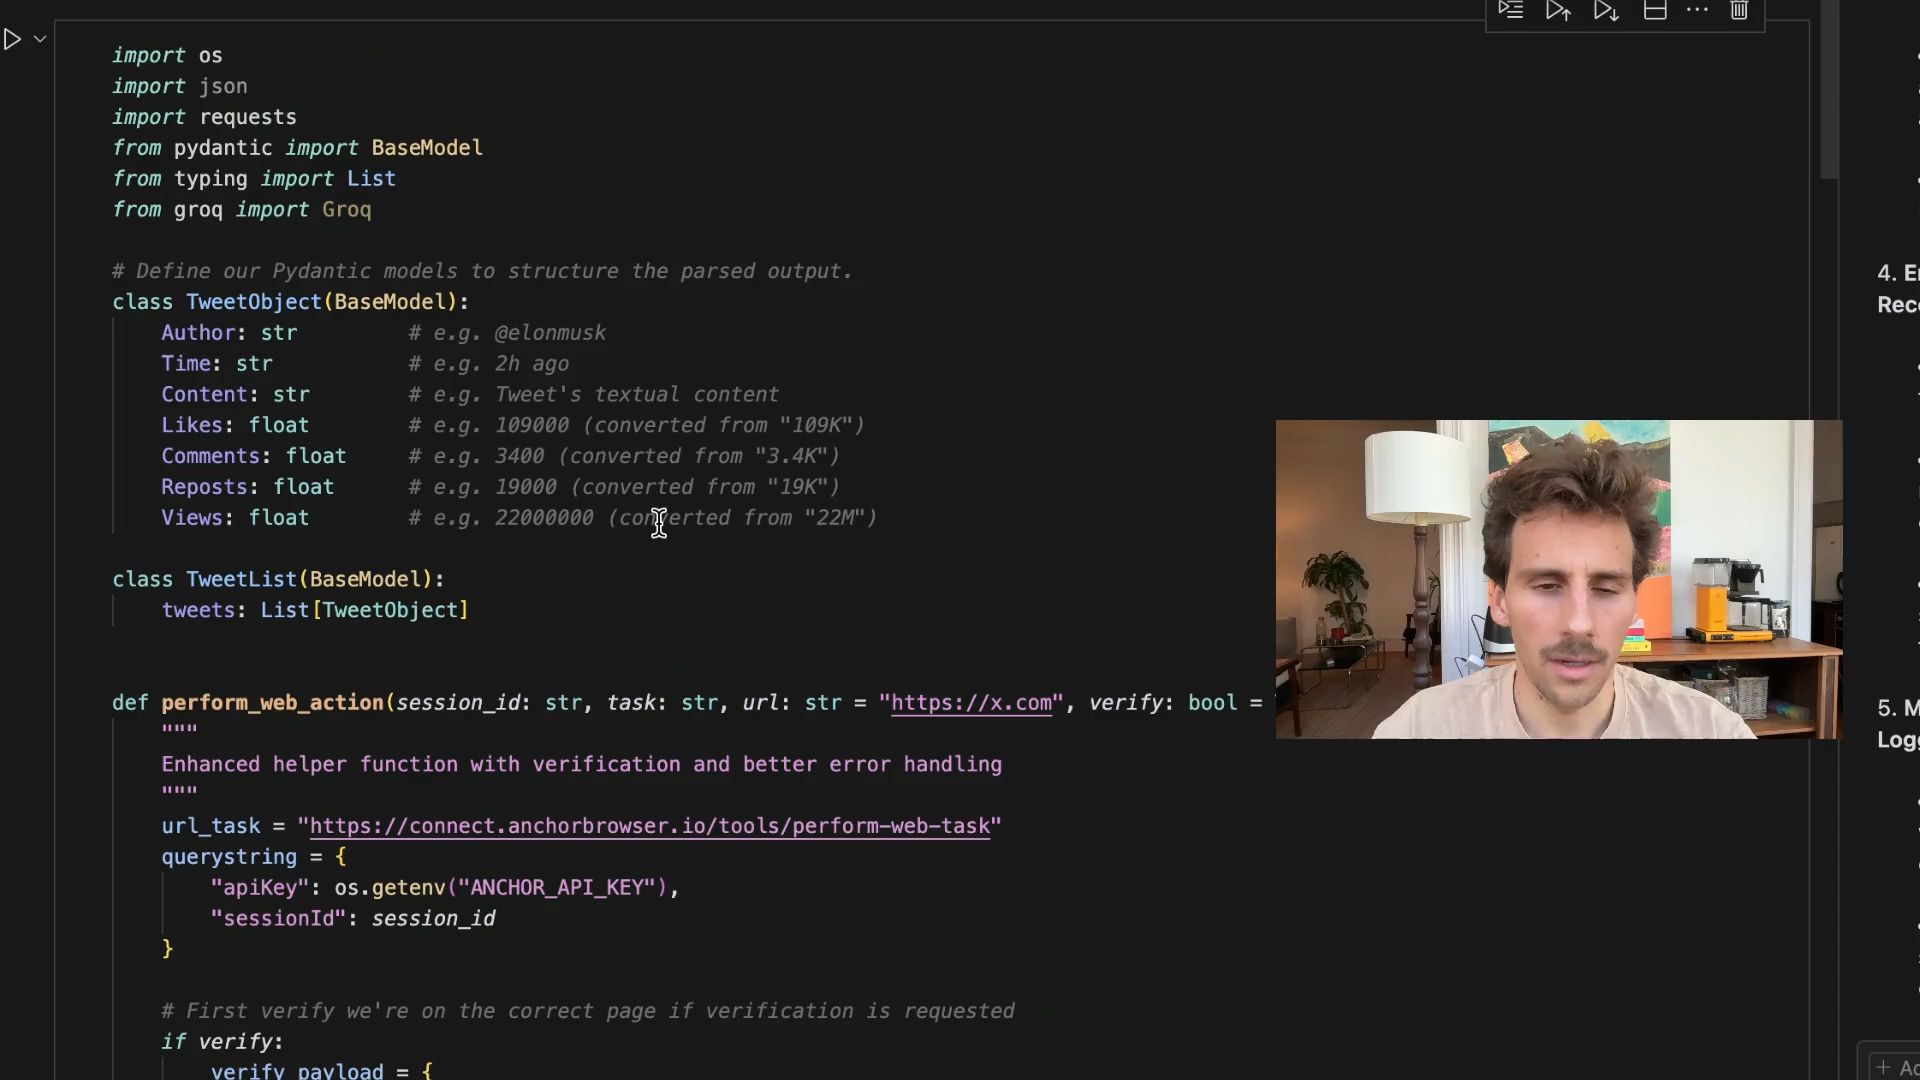 import os
import json
import requests
from pydantic import BaseModel
from typing import List
from groq import Groq
# Define our Pydantic models to structure the parsed output.
class TweetObject(BaseModel):
Author: str # e.g. @elonmusk
Time: str # e.g. 2h ago
Content: str # e.g. Tweet's textual content
Likes: float # e.g. 109000 (converted from "109K")
Comments: float # e.g. 3400 (converted from "3.4K")
Reposts: float # e.g. 19000 (converted from "19K")
Views: float # e.g. 22000000 (converted from "22M")
class TweetList(BaseModel):
tweets: List[TweetObject]
def perform_web_action(session_id: str, task: str, url: str = "https://x.com", verify: bool =
"""
Enhanced helper function with verification and better error handling
"""
url_task = "https://connect.anchorbrowser.io/tools/perform-web-task"
querystring = {
"apiKey": os.getenv("ANCHOR_API_KEY"),
"sessionId": session_id
}
# First verify we're on the correct page if verification is requested
if verify:
verify_payload = {
4.
5.